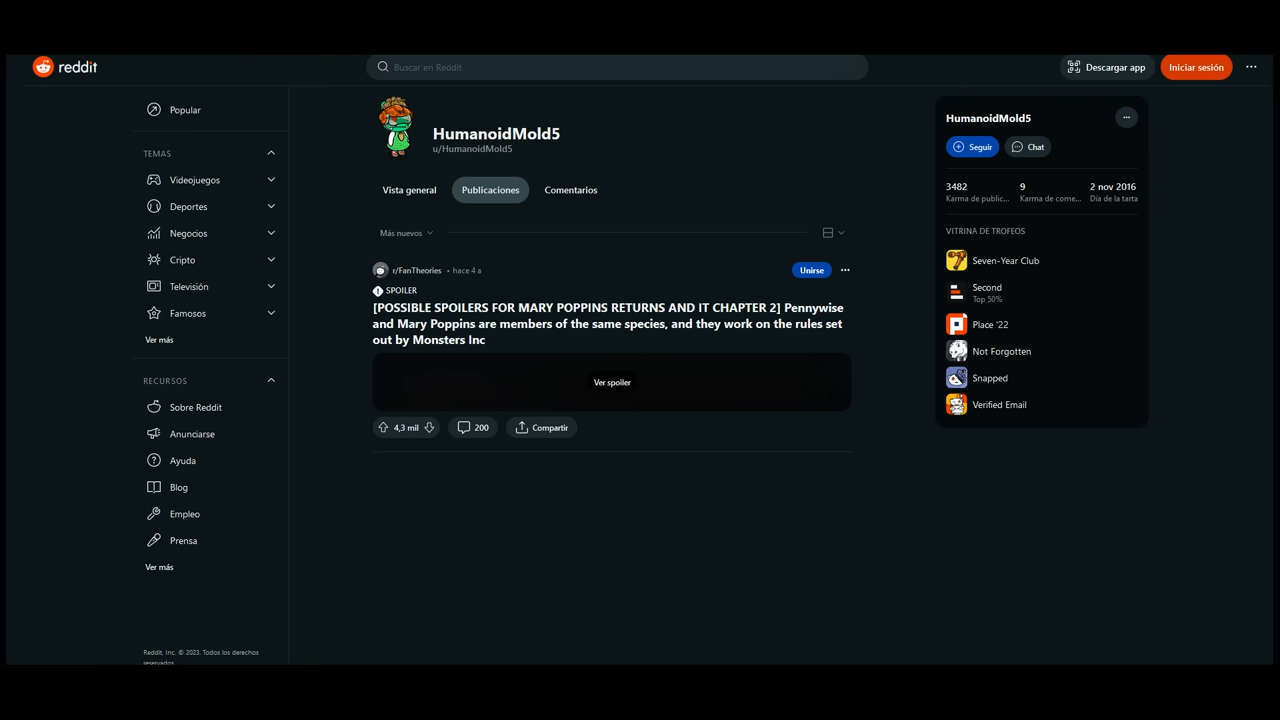 reddit
Buscar en Reddit
Descargar app
Iniciar sesión
Popular
TEMAS
Videojuegos
Deportes
Negocios
Cripto
Televisión
Famosos
Ver más
RECURSOS
Sobre Reddit
Anunciarse
Ayuda
Blog
Empleo
Prensa
Ver más
Reddit, Inc. © 2023. Todos los derechos
reservados.
HumanoidMold5
u/HumanoidMold5
Vista general
Publicaciones
Comentarios
Más nuevos
r/FanTheories • hace 4 a
Unirse
SPOILER
[POSSIBLE SPOILERS FOR MARY POPPINS RETURNS AND IT CHAPTER 2] Pennywise
and Mary Poppins are members of the same species, and they work on the rules set
out by Monsters Inc
Ver spoiler
4,3 mil
200
Compartir
HumanoidMold5
Seguir
Chat
3482 9 2 nov 2016
Karma de public... Karma de come... Día de la tarta
VITRINA DE TROFEOS
Seven-Year Club
Second
Top 50%
Place '22
Not Forgotten
Snapped
Verified Email